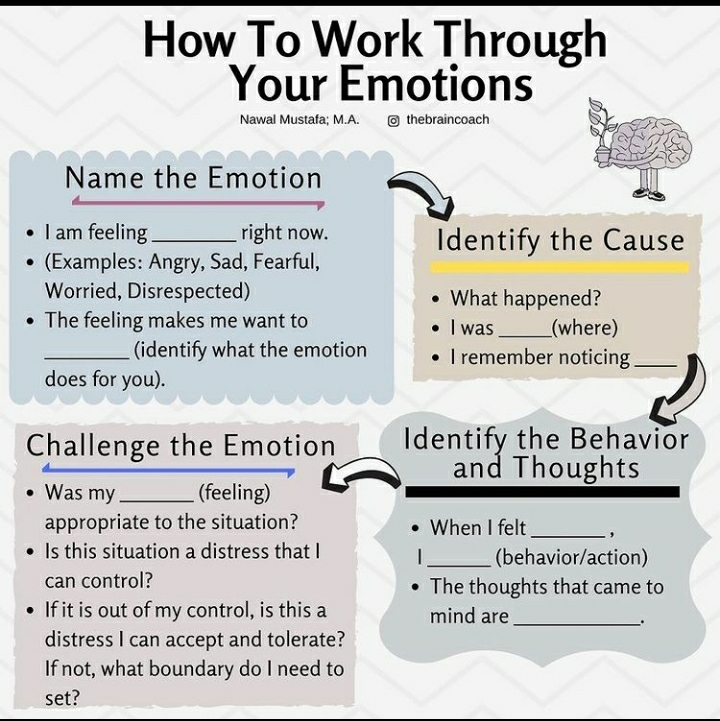 How To Work Through
Your Emotions
Nawal Mustafa; M.A. thebraincoach
Name the Emotion
• I am feeling ________ right now.
• (Examples: Angry, Sad, Fearful,
Worried, Disrespected)
• The feeling makes me want to
________ (identify what the emotion
does for you).
Identify the Cause
• What happened?
• I was _____(where)
• I remember noticing ____
Identify the Behavior
and Thoughts
• When I felt _______ ,
I ______ (behavior/action)
• The thoughts that came to
mind are ____________.
Challenge the Emotion
• Was my _______ (feeling)
appropriate to the situation?
• Is this situation a distress that I
can control?
• If it is out of my control, is this a
distress I can accept and tolerate?
If not, what boundary do I need to
set?